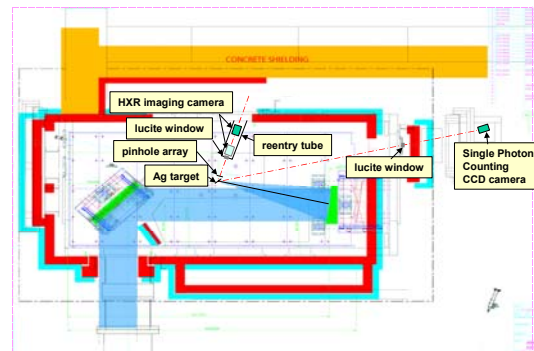 CONCRETE SHIELDING
HXR imaging camera
lucite window
pinhole array
Ag target
reentry tube
lucite window
Single Photon
Counting
CCD camera